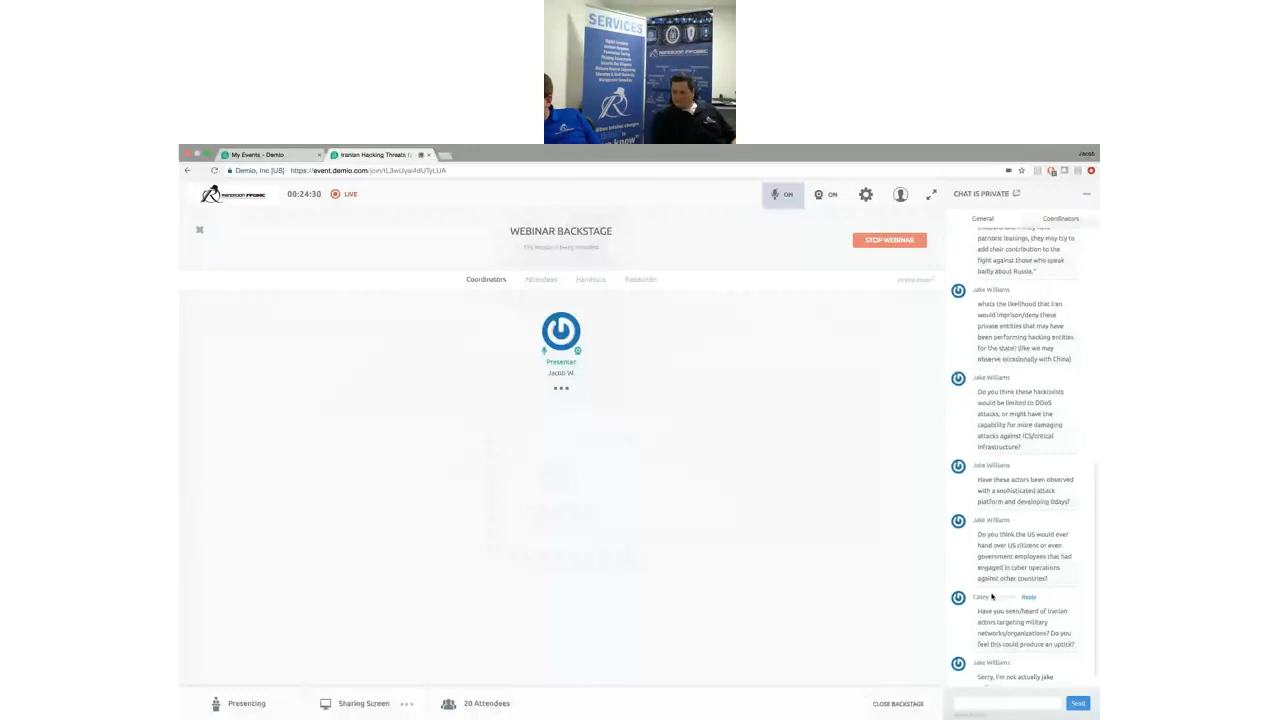 SERVICES
RENDITION INFOSEC
know"
My Events - Demio
Iranian Hacking Threats
Jacob
Demio, Inc [US]
RENDITION INFOSEC
00:24:30
LIVE
ON
ON
CHAT IS PRIVATE
General
Coordinators
WEBINAR BACKSTAGE
STOP WEBINAR
Coordinators
Attendees
Handouts
Resources
Presenter
Jacob W.
patriotic leanings, they may try to
add their contribution to the
fight against those who speak
badly about Russia."
Jake Williams
whats the likelihood that Iran
would imprison/deny these
private entities that may have
been performing hacking entities
for the state? (like we may
observe occasionally with China)
Jake Williams
Do you think these hacktivists
would be limited to DDoS
attacks, or might have the
capability for more damaging
attacks against ICS/critical
infrastructure?
Jake Williams
Have these actors been observed
with a sophisticated attack
platform and developing 0days?
Jake Williams
Do you think the US would ever
hand over US citizens or even
government employees that had
engaged in cyber operations
against other countries?
Casey
Reply
Have you seen/heard of Iranian
actors targeting military
networks/organizations? Do you
feel this could produce an uptick?
Jake Williams
Sorry, I'm not actually Jake
Send
Presenting
Sharing Screen
20 Attendees
CLOSE BACKSTAGE